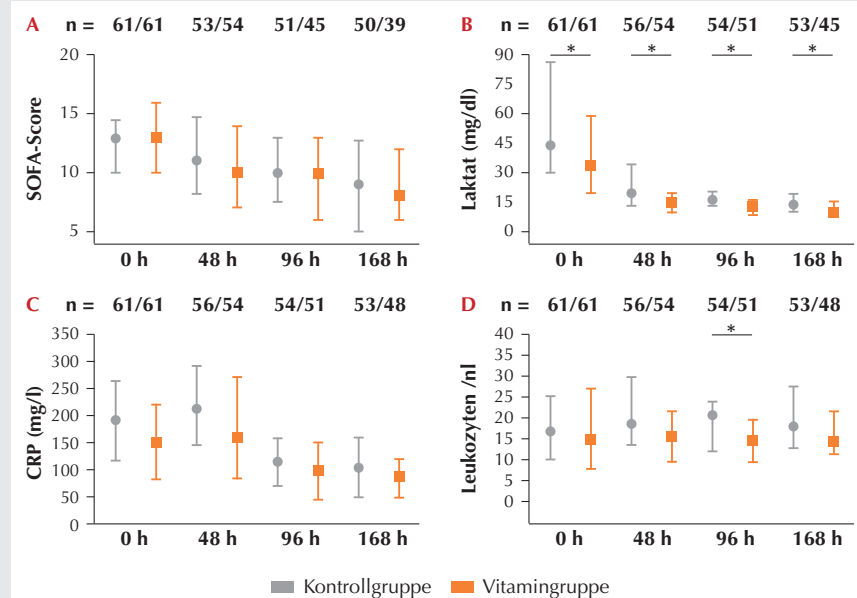 A n = 61/61 53/54 51/45 50/39
SOFA-Score
20
15
10
5
0 h 48 h 96 h 168 h
B n = 61/61 56/54 54/51 53/45
* * * *
Laktat (mg/dl)
90
75
60
45
30
15
0
0 h 48 h 96 h 168 h
C n = 61/61 56/54 54/51 53/48
CRP (mg/l)
350
300
250
200
150
100
50
0
0 h 48 h 96 h 168 h
D n = 61/61 56/54 54/51 53/48
*
Leukozyten /nl
40
35
30
25
20
15
10
5
0
0 h 48 h 96 h 168 h
Kontrollgruppe Vitamingruppe